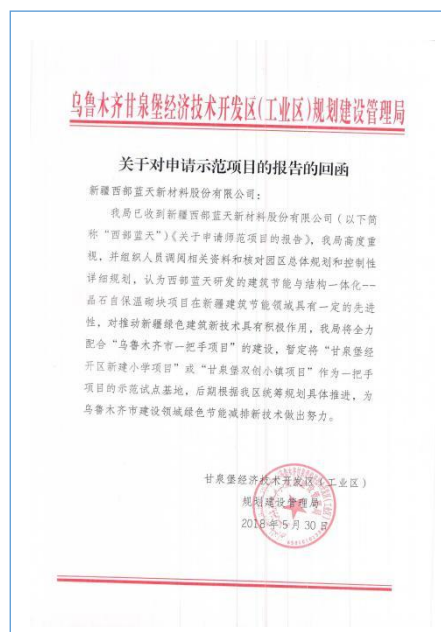 乌鲁木齐甘泉堡经济技术开发区(工业区)规划建设管理局
关于对申请示范项目的报告的回函
新疆西部蓝天新材料股份有限公司：
我局已收到新疆西部蓝天新材料股份有限公司（以下简
称“西部蓝天”）《关于申请师范项目的报告》，我局高度重
视，并组织人员调阅相关资料和核对园区总体规划和控制性
详细规划，认为西部蓝天研发的建筑节能与结构一体化--
晶石自保温砌块项目在新疆建筑节能领域具有一定的先进
性，对推动新疆绿色建筑新技术具有积极作用，我局将全力
配合“乌鲁木齐市一把手项目”的建设，暂定将“甘泉堡经
开区新建小学项目”或“甘泉堡双创小镇项目”作为一把手
项目的示范试点基地，后期根据我区统筹规划具体推进，为
乌鲁木齐市建设领域绿色节能减排新技术做出努力。
甘泉堡经济技术开发区（工业区）
规划建设管理局
2018年5月30日